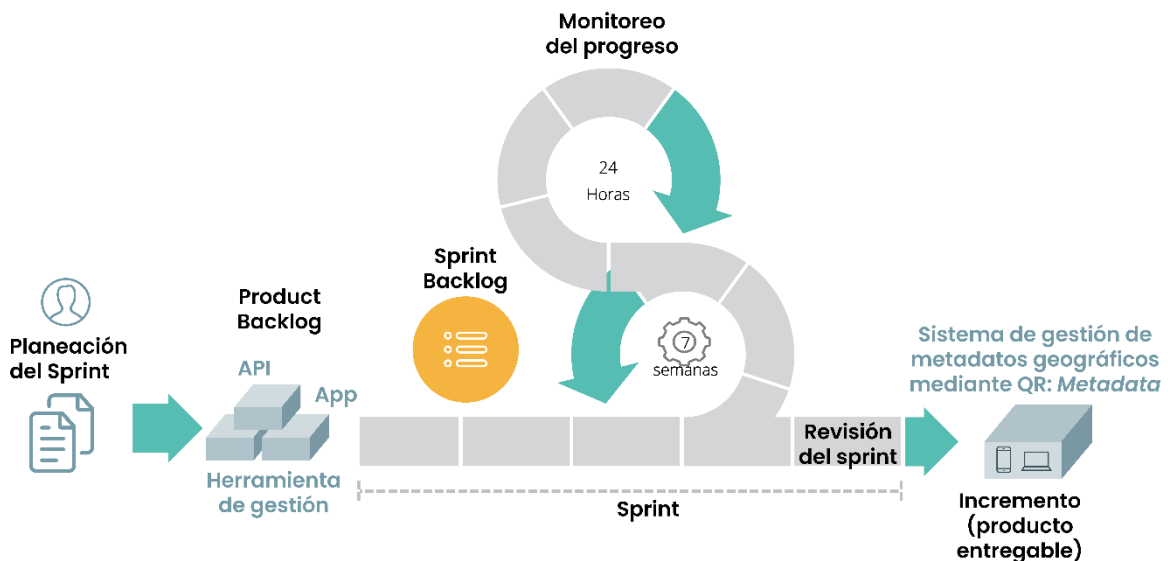 Monitoreo
del progreso
24
Horas
Sprint
Backlog
Product
Backlog
Planeación
del Sprint
API
App
Herramienta
de gestión
7
semanas
Revisión
del sprint
Sprint
Sistema de gestión de
metadatos geográficos
mediante QR: Metadata
Incremento
(producto
entregable)